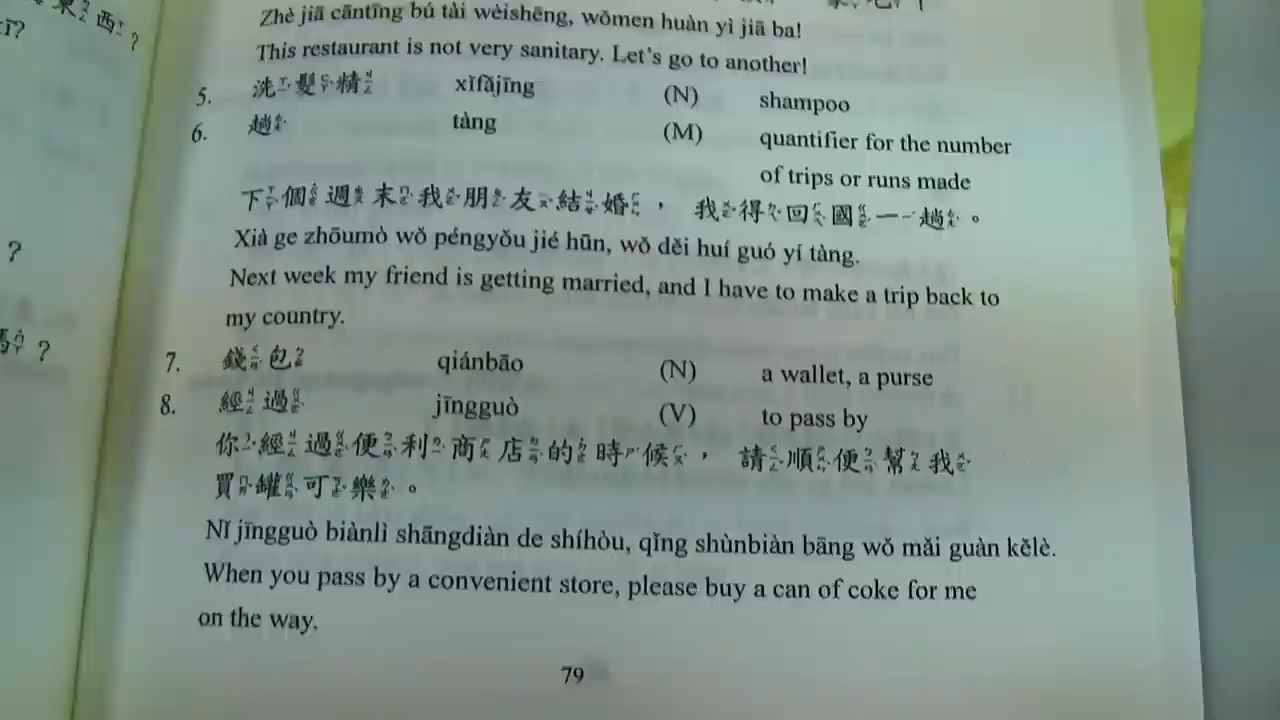 東西?
?
嗎?
Zhè jiā cāntīng bú tài wèishēng, wǒmen huàn yì jiā ba!
This restaurant is not very sanitary. Let's go to another!
5. 洗髮精 xǐfǎjīng (N) shampoo
6. 趟 tàng (M) quantifier for the number
of trips or runs made
下個週末我朋友結婚，我得回國一趟。
Xià ge zhōumò wǒ péngyǒu jié hūn, wǒ děi huí guó yí tàng.
Next week my friend is getting married, and I have to make a trip back to
my country.
7. 錢包 qiánbāo (N) a wallet, a purse
8. 經過 jīngguò (V) to pass by
你經過便利商店的時候，請順便幫我
買罐可樂。
Nǐ jīngguò biànlì shāngdiàn de shíhòu, qǐng shùnbiàn bāng wǒ mǎi guàn kělè.
When you pass by a convenient store, please buy a can of coke for me
on the way.
79